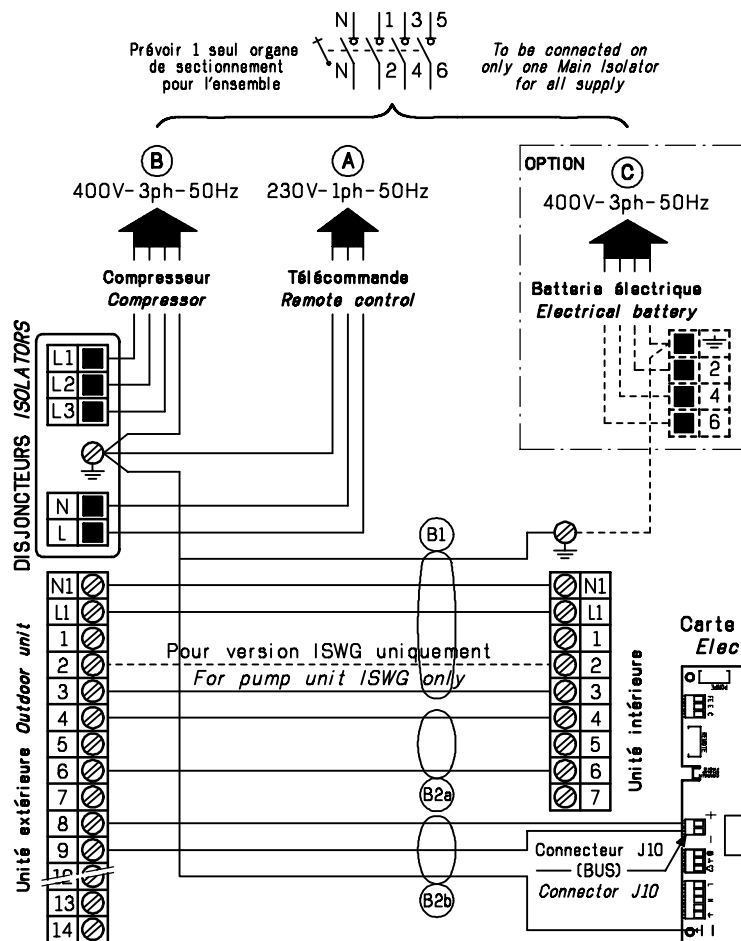 N 1 3 5
Prévoir 1 seul organe
de sectionnement
pour l'ensemble
N 2 4 6
To be connected on
only one Main Isolator
for all supply
B
400V-3ph-50Hz
A
230V-1ph-50Hz
OPTION
C
400V-3ph-50Hz
Compresseur
Compressor
Télécommande
Remote control
Batterie électrique
Electrical battery
2
4
6
DISJONCTEURS ISOLATORS
L1
L2
L3
N
L
B1
Unité extérieure Outdoor unit
N1
L1
1
2
3
4
5
6
7
8
9
12
13
14
Pour version ISWG uniquement
For pump unit ISWG only
N1
L1
1
2
3
4
5
6
7
Unité intérieure
B2a
B2b
Carte
Elec
+
-
Connecteur J10
(BUS)
Connector J10